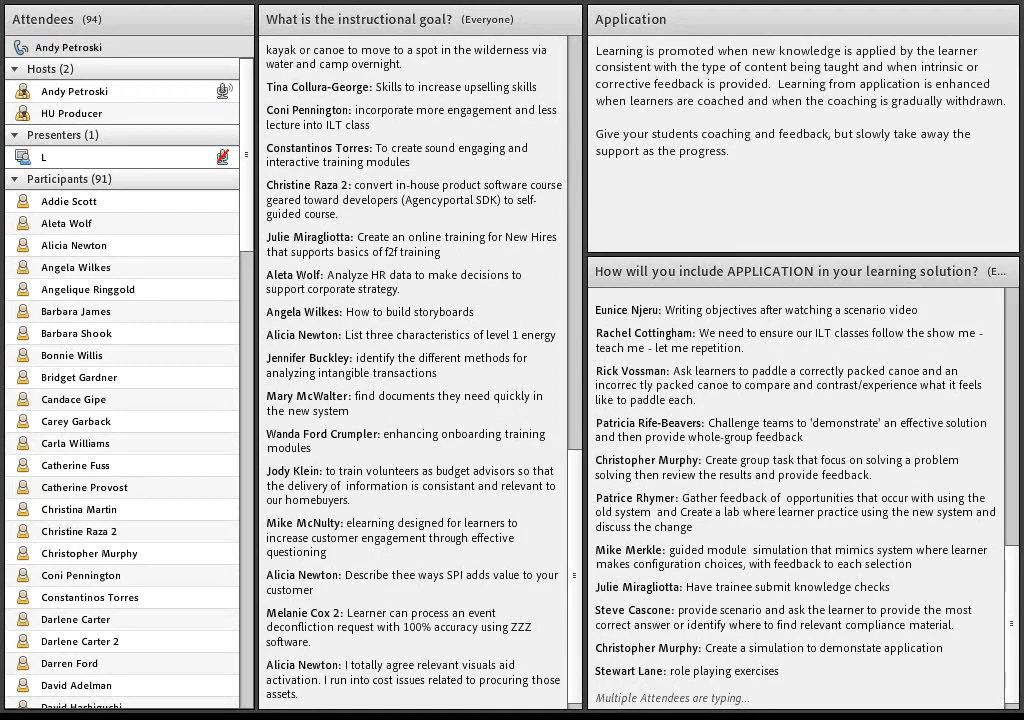 Attendees (94)
Andy Petroski
Hosts (2)
Andy Petroski
HU Producer
Presenters (1)
L
Participants (91)
Addie Scott
Aleta Wolf
Alicia Newton
Angela Wilkes
Angelique Ringgold
Barbara James
Barbara Shook
Bonnie Willis
Bridget Gardner
Candace Gipe
Carey Garback
Carla Williams
Catherine Fuss
Catherine Provost
Christina Martin
Christine Raza 2
Christopher Murphy
Coni Pennington
Constantinos Torres
Darlene Carter
Darlene Carter 2
Darren Ford
David Adelman
David Hachiguchi
What is the instructional goal? (Everyone)
kayak or canoe to move to a spot in the wilderness via
water and camp overnight.
Tina Collura-George: Skills to increase upselling skills
Coni Pennington: incorporate more engagement and less
lecture into ILT class
Constantinos Torres: To create sound engaging and
interactive training modules
Christine Raza 2: convert in-house product software course
geared toward developers (Agencyportal SDK) to self-
guided course.
Julie Miragliotta: Create an online training for New Hires
that supports basics of f2f training
Aleta Wolf: Analyze HR data to make decisions to
support corporate strategy.
Angela Wilkes: How to build storyboards
Alicia Newton: List three characteristics of level 1 energy
Jennifer Buckley: identify the different methods for
analyzing intangible transactions
Mary McWalter: find documents they need quickly in
the new system
Wanda Ford Crumpler: enhancing onboarding training
modules
Jody Klein: to train volunteers as budget advisors so that
the delivery of information is consistant and relevant to
our homebuyers.
Mike McNulty: elearning designed for learners to
increase customer engagement through effective
questioning
Alicia Newton: Describe thee ways SPI adds value to your
customer
Melanie Cox 2: Learner can process an event
deconfliction request with 100% accuracy using ZZZ
software.
Alicia Newton: I totally agree relevant visuals aid
activation. I run into cost issues related to procuring those
assets.
Application
Learning is promoted when new knowledge is applied by the learner
consistent with the type of content being taught and when intrinsic or
corrective feedback is provided. Learning from application is enhanced
when learners are coached and when the coaching is gradually withdrawn.
Give your students coaching and feedback, but slowly take away the
support as the progress.
How will you include APPLICATION in your learning solution? (E...
Eunice Njeru: Writing objectives after watching a scenario video
Rachel Cottingham: We need to ensure our ILT classes follow the show me -
teach me - let me repetition.
Rick Vossman: Ask learners to paddle a correctly packed canoe and an
incorrec tly packed canoe to compare and contrast/experience what it feels
like to paddle each.
Patricia Rife-Beavers: Challenge teams to 'demonstrate' an effective solution
and then provide whole-group feedback
Christopher Murphy: Create group task that focus on solving a problem
solving then review the results and provide feedback.
Patrice Rhymer: Gather feedback of opportunities that occur with using the
old system and Create a lab where learner practice using the new system and
discuss the change
Mike Merkle: guided module simulation that mimics system where learner
makes configuration choices, with feedback to each selection
Julie Miragliotta: Have trainee submit knowledge checks
Steve Cascone: provide scenario and ask the learner to provide the most
correct answer or identify where to find relevant compliance material.
Christopher Murphy: Create a simulation to demonstate application
Stewart Lane: role playing exercises
Multiple Attendees are typing...